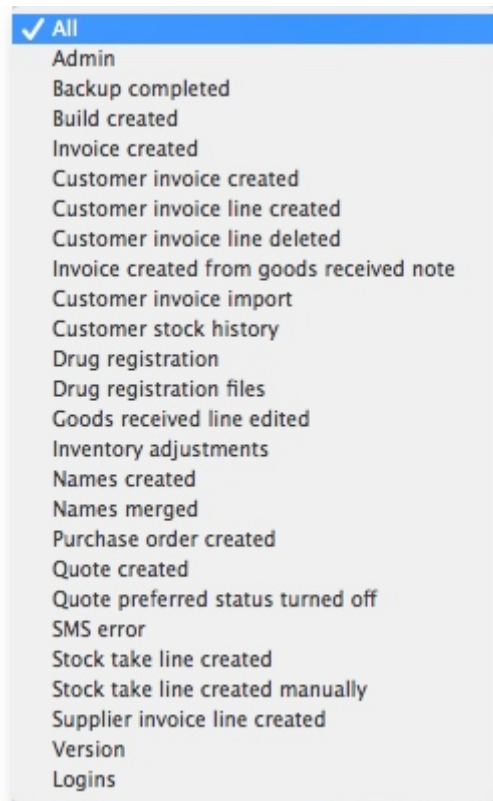 All
Admin
Backup completed
Build created
Invoice created
Customer invoice created
Customer invoice line created
Customer invoice line deleted
Invoice created from goods received note
Customer invoice import
Customer stock history
Drug registration
Drug registration files
Goods received line edited
Inventory adjustments
Names created
Names merged
Purchase order created
Quote created
Quote preferred status turned off
SMS error
Stock take line created
Stock take line created manually
Supplier invoice line created
Version
Logins